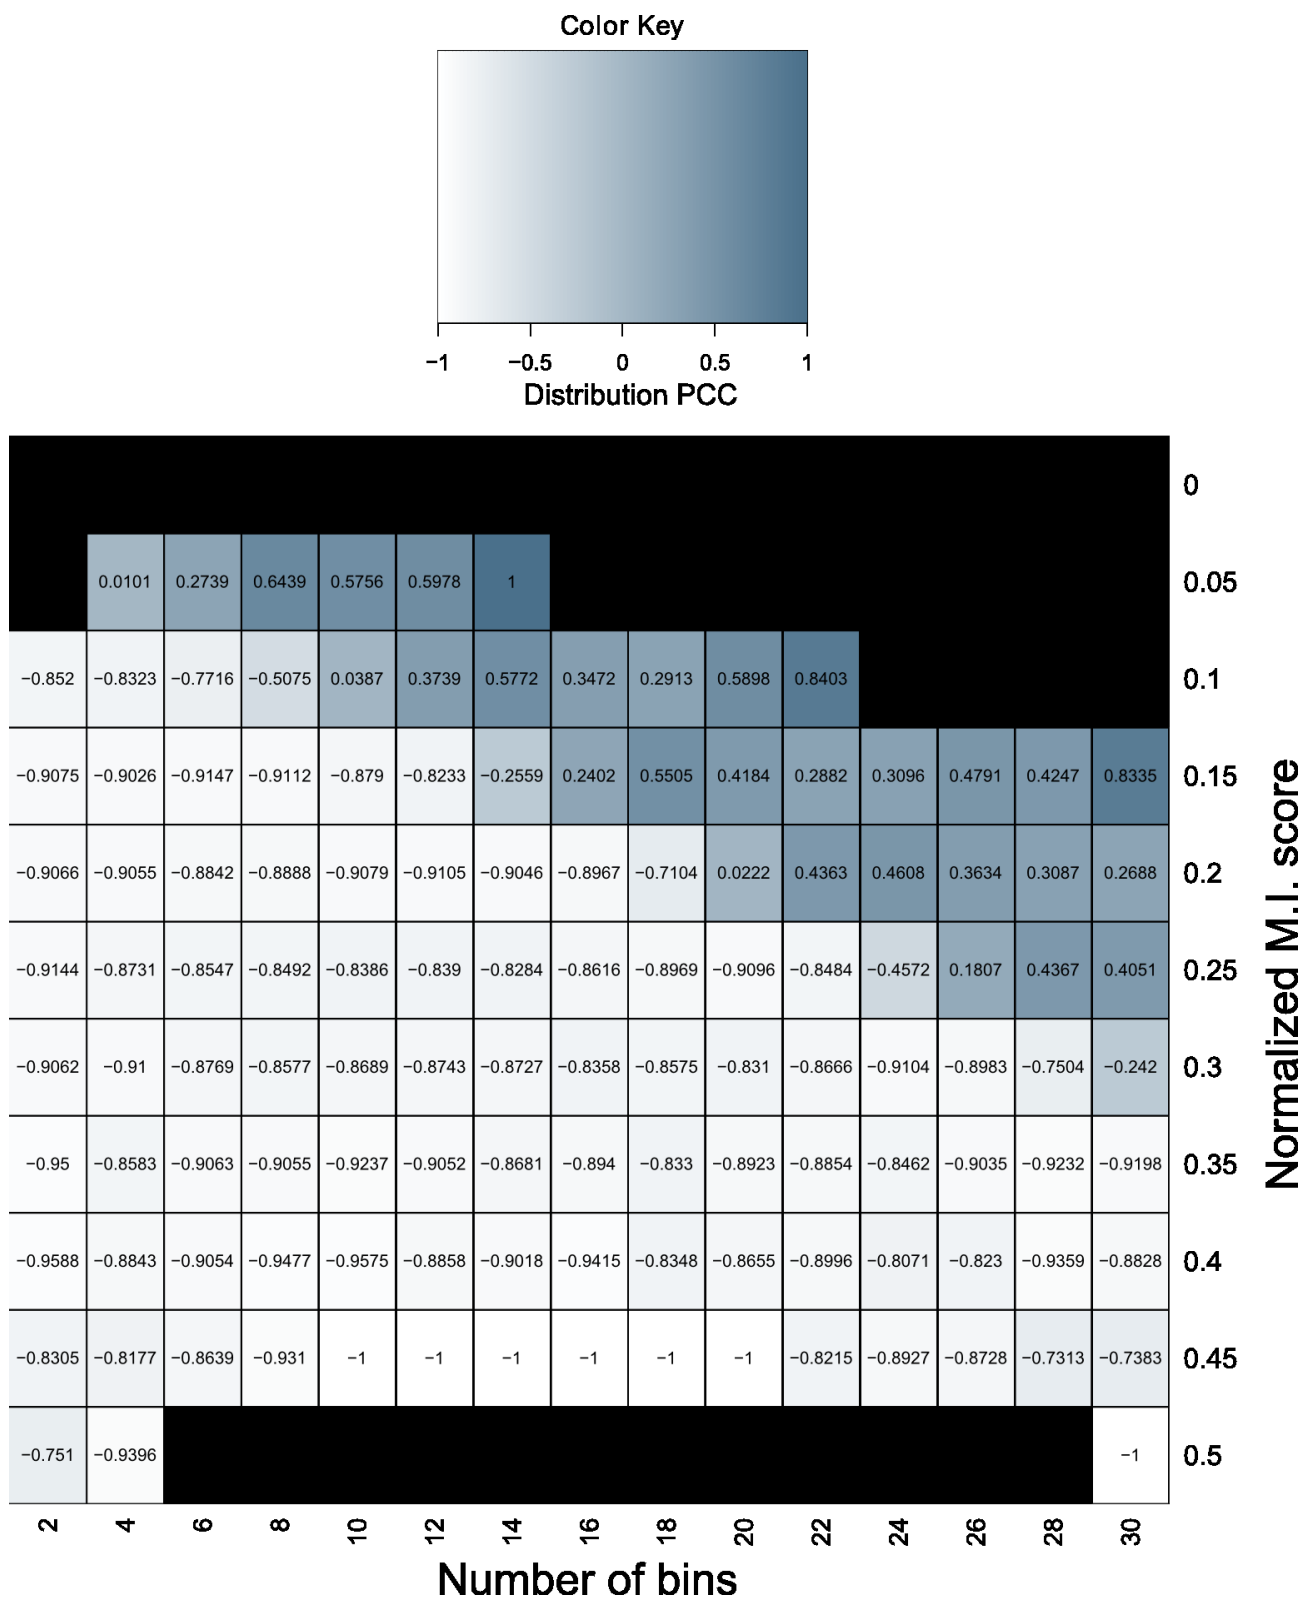 Color Key
−1 −0.5 0 0.5 1
Distribution PCC
0
0.0101 0.2739 0.6439 0.5756 0.5978 1 0.05
−0.852 −0.8323 −0.7716 −0.5075 0.0387 0.3739 0.5772 0.3472 0.2913 0.5898 0.8403 0.1
−0.9075 −0.9026 −0.9147 −0.9112 −0.879 −0.8233 −0.2559 0.2402 0.5505 0.4184 0.2882 0.3096 0.4791 0.4247 0.8335 0.15
−0.9066 −0.9055 −0.8842 −0.8888 −0.9079 −0.9105 −0.9046 −0.8967 −0.7104 0.0222 0.4363 0.4608 0.3634 0.3087 0.2688 0.2
−0.9144 −0.8731 −0.8547 −0.8492 −0.8386 −0.839 −0.8284 −0.8616 −0.8969 −0.9096 −0.8484 −0.4572 0.1807 0.4367 0.4051 0.25
−0.9062 −0.91 −0.8769 −0.8577 −0.8689 −0.8743 −0.8727 −0.8358 −0.8575 −0.831 −0.8666 −0.9104 −0.8983 −0.7504 −0.242 0.3
−0.95 −0.8583 −0.9063 −0.9055 −0.9237 −0.9052 −0.8681 −0.894 −0.833 −0.8923 −0.8854 −0.8462 −0.9035 −0.9232 −0.9198 0.35
−0.9588 −0.8843 −0.9054 −0.9477 −0.9575 −0.8858 −0.9018 −0.9415 −0.8348 −0.8655 −0.8996 −0.8071 −0.823 −0.9359 −0.8828 0.4
−0.8305 −0.8177 −0.8639 −0.931 −1 −1 −1 −1 −1 −1 −0.8215 −0.8927 −0.8728 −0.7313 −0.7383 0.45
−0.751 −0.9396 −1 0.5
2 4 6 8 10 12 14 16 18 20 22 24 26 28 30
Number of bins
Normalized M.I. score